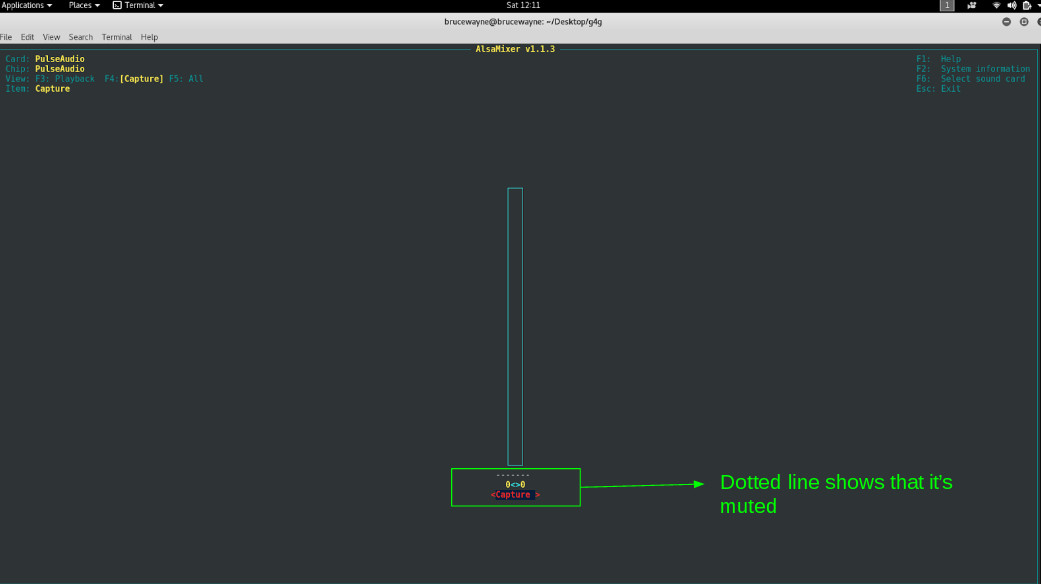 Applications Places Terminal Sat 12:11 1
brucewayne@brucewayne: ~/Desktop/g4g
File Edit View Search Terminal Help
AlsaMixer v1.1.3
Card: PulseAudio F1: Help
Chip: PulseAudio F2: System information
View: F3: Playback F4:[Capture] F5: All F6: Select sound card
Item: Capture Esc: Exit
-------
0<>0
<Capture >
Dotted line shows that it's
muted